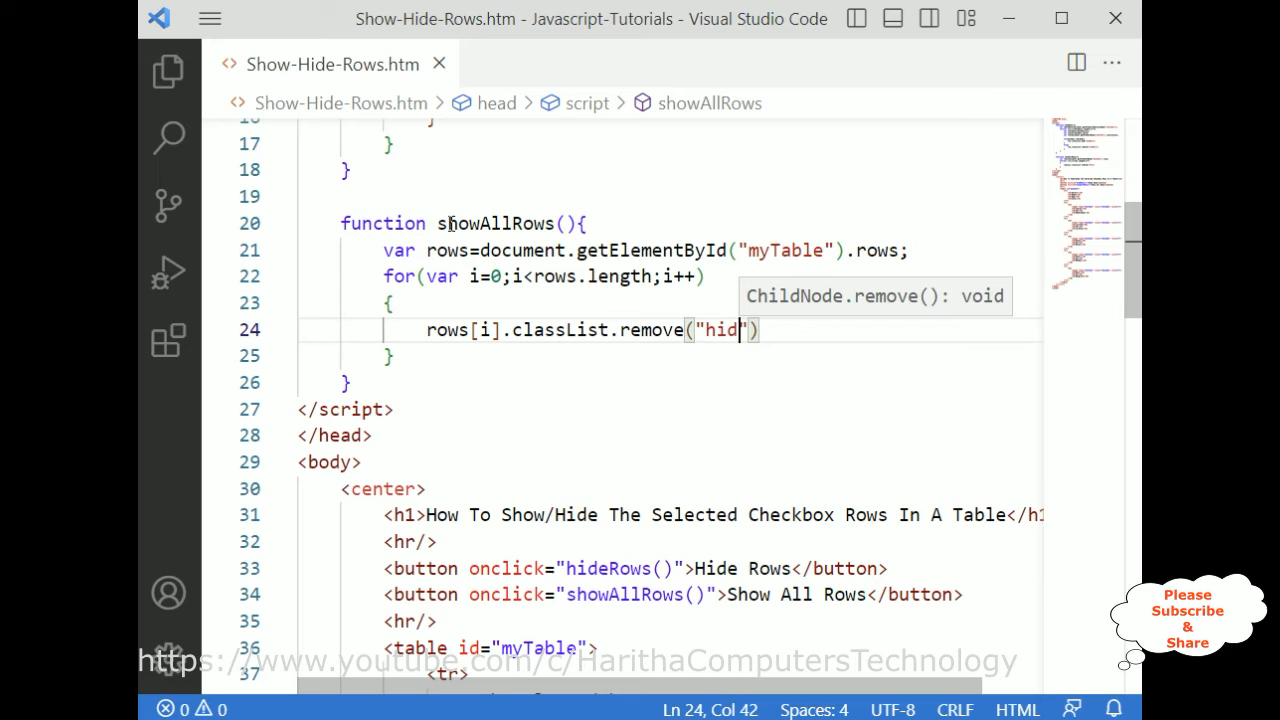 Show-Hide-Rows.htm - Javascript-Tutorials - Visual Studio Code
Show-Hide-Rows.htm
Show-Hide-Rows.htm > head > script > showAllRows
16 }
17 }
18 }
19
20 function showAllRows(){
21 var rows=document.getElementById("myTable").rows;
22 for(var i=0;i<rows.length;i++)
ChildNode.remove(): void
23 {
24 rows[i].classList.remove("hid")
25 }
26 }
27 </script>
28 </head>
29 <body>
30 <center>
31 <h1>How To Show/Hide The Selected Checkbox Rows In A Table</h1
32 <hr/>
33 <button onclick="hideRows()">Hide Rows</button>
34 <button onclick="showAllRows()">Show All Rows</button>
35 <hr/>
36 <table id="myTable">
37 <tr>
Please
Subscribe
&
Share
https://www.youtube.com/c/HarithaComputersTechnology
0 0 Ln 24, Col 42 Spaces: 4 UTF-8 CRLF HTML